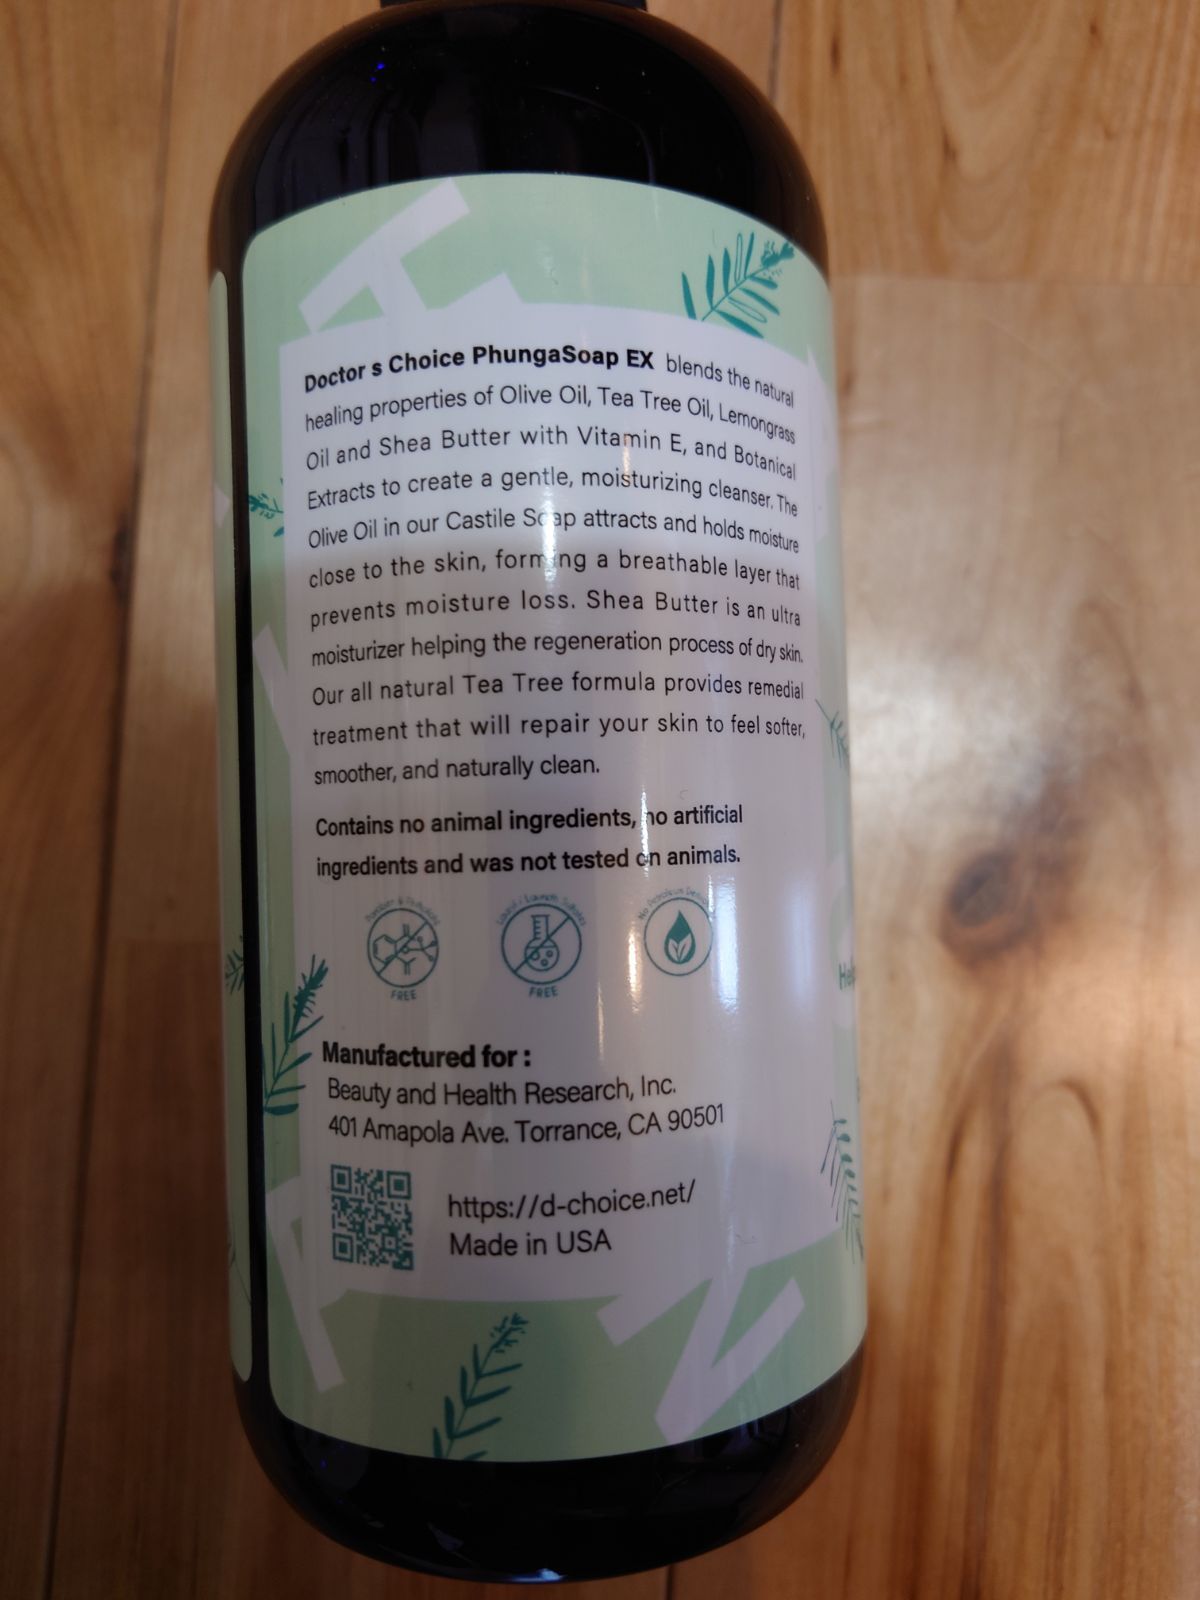 Doctor s Choice PhungaSoap EX blends the natural
healing properties of Olive Oil, Tea Tree Oil, Lemongrass
Oil and Shea Butter with Vitamin E, and Botanical
Extracts to create a gentle, moisturizing cleanser. The
Olive Oil in our Castile Soap attracts and holds moisture
close to the skin, forming a breathable layer that
prevents moisture loss. Shea Butter is an ultra
moisturizer helping the regeneration process of dry skin.
Our all natural Tea Tree formula provides remedial
treatment that will repair your skin to feel softer,
smoother, and naturally clean.
Contains no animal ingredients, no artificial
ingredients and was not tested on animals.
FREE
FREE
Manufactured for :
Beauty and Health Research, Inc.
401 Amapola Ave. Torrance, CA 90501
https://d-choice.net/
Made in USA